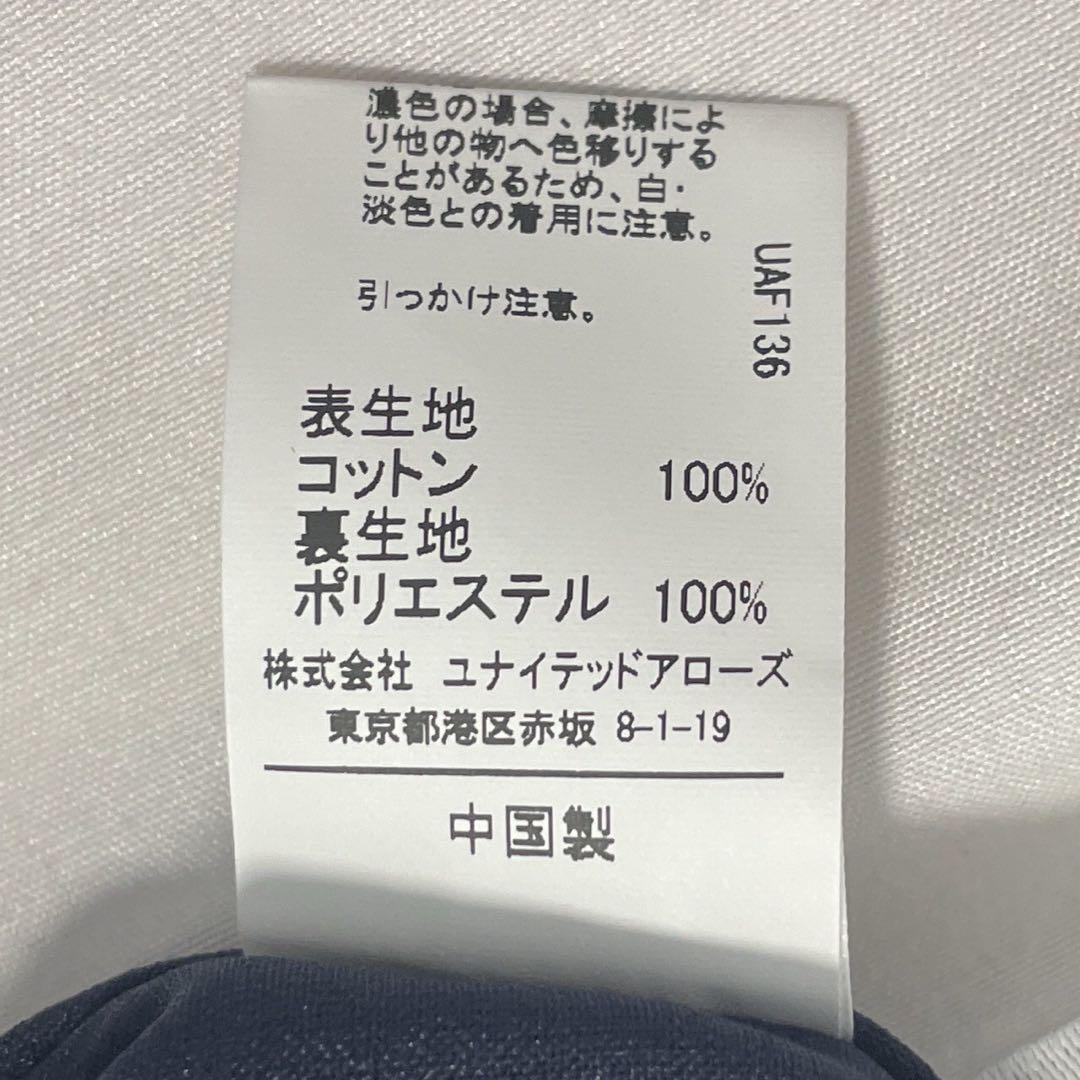 濃色の場合、摩擦によ
り他の物へ色移りする
ことがあるため、白・
淡色との着用に注意。
引っかけ注意。
UAF136
表生地
コットン 100%
裏生地
ポリエステル 100%
株式会社 ユナイテッドアローズ
東京都港区赤坂 8-1-19
中国製